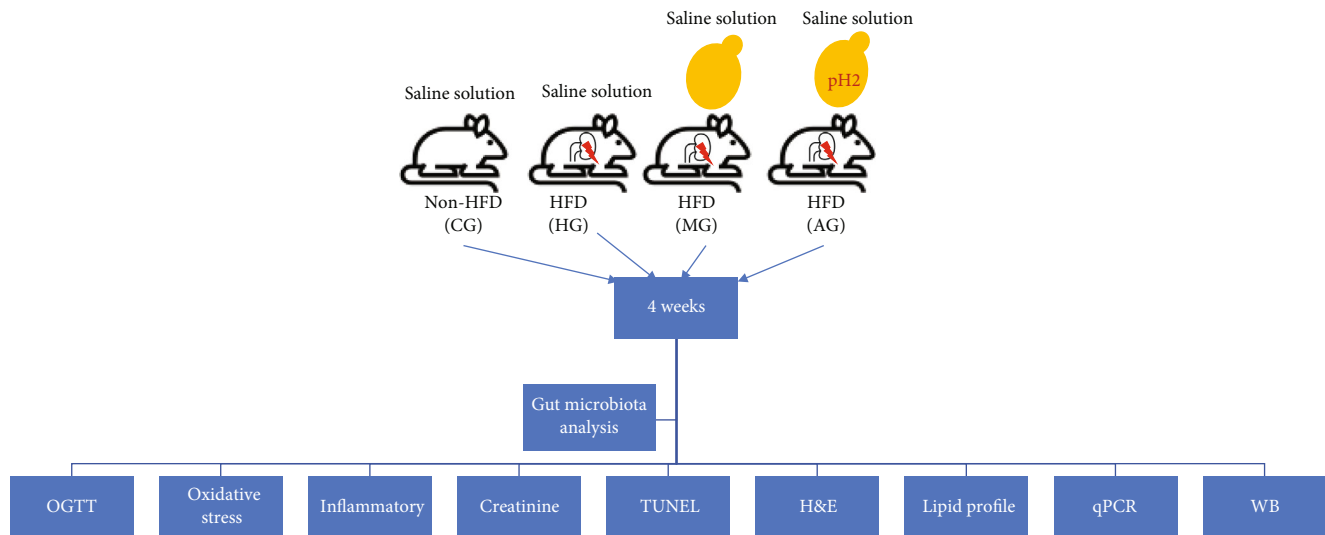 Saline solution
Saline solution
pH2
Saline solution
Saline solution
Non-HFD
(CG)
HFD
(HG)
HFD
(MG)
HFD
(AG)
4 weeks
Gut microbiota
analysis
OGTT
Oxidative
stress
Inflammatory
Creatinine
TUNEL
H&E
Lipid profile
qPCR
WB